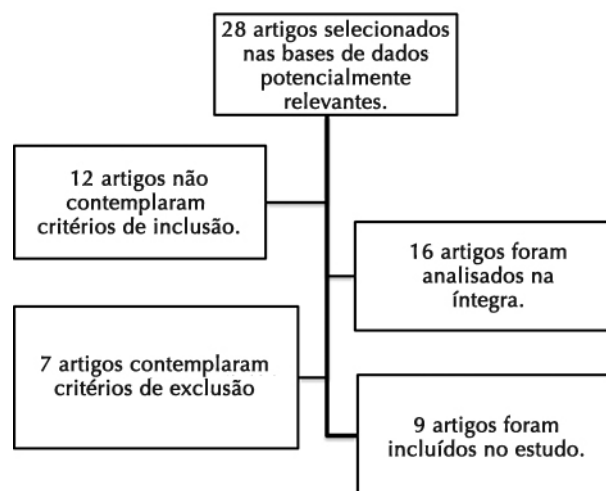 28 artigos selecionados
nas bases de dados
potencialmente
relevantes.
12 artigos não
contemplaram
critérios de inclusão.
16 artigos foram
analisados na
íntegra.
7 artigos contemplaram
critérios de exclusão
9 artigos foram
incluídos no estudo.